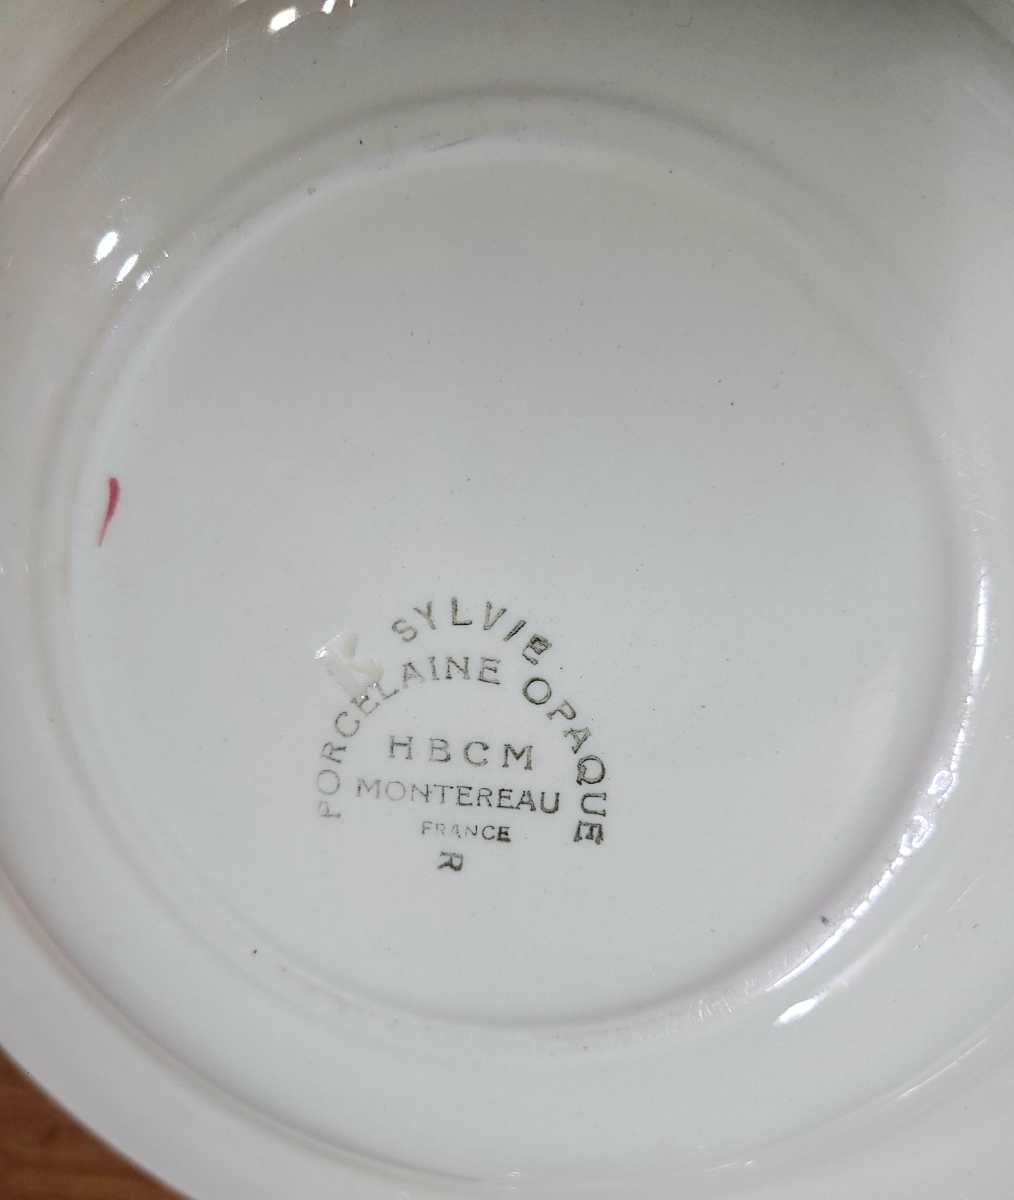 SYLVIE
PORCELAINE OPAQUE
HBCM
MONTEREAU
FRANCE
R